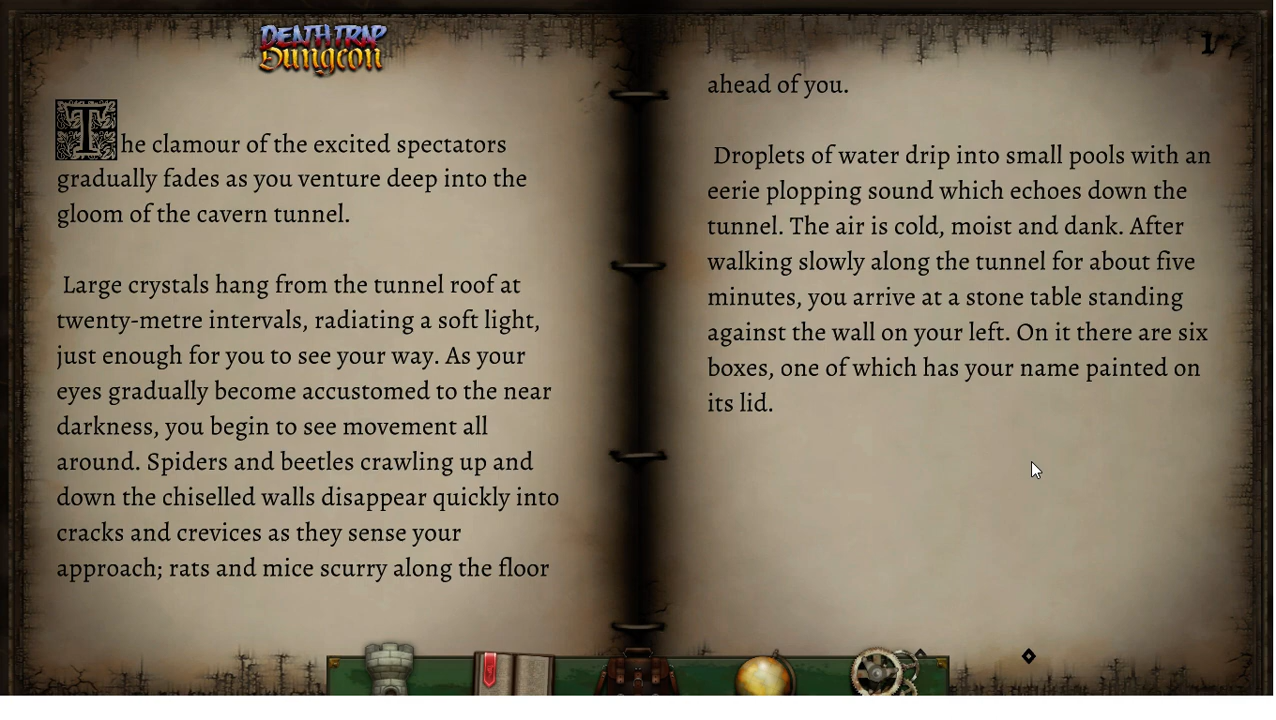 DEATHTRAP
Dungeon
The clamour of the excited spectators
gradually fades as you venture deep into the
gloom of the cavern tunnel.
Large crystals hang from the tunnel roof at
twenty-metre intervals, radiating a soft light,
just enough for you to see your way. As your
eyes gradually become accustomed to the near
darkness, you begin to see movement all
around. Spiders and beetles crawling up and
down the chiselled walls disappear quickly into
cracks and crevices as they sense your
approach; rats and mice scurry along the floor
1
ahead of you.
Droplets of water drip into small pools with an
eerie plopping sound which echoes down the
tunnel. The air is cold, moist and dank. After
walking slowly along the tunnel for about five
minutes, you arrive at a stone table standing
against the wall on your left. On it there are six
boxes, one of which has your name painted on
its lid.